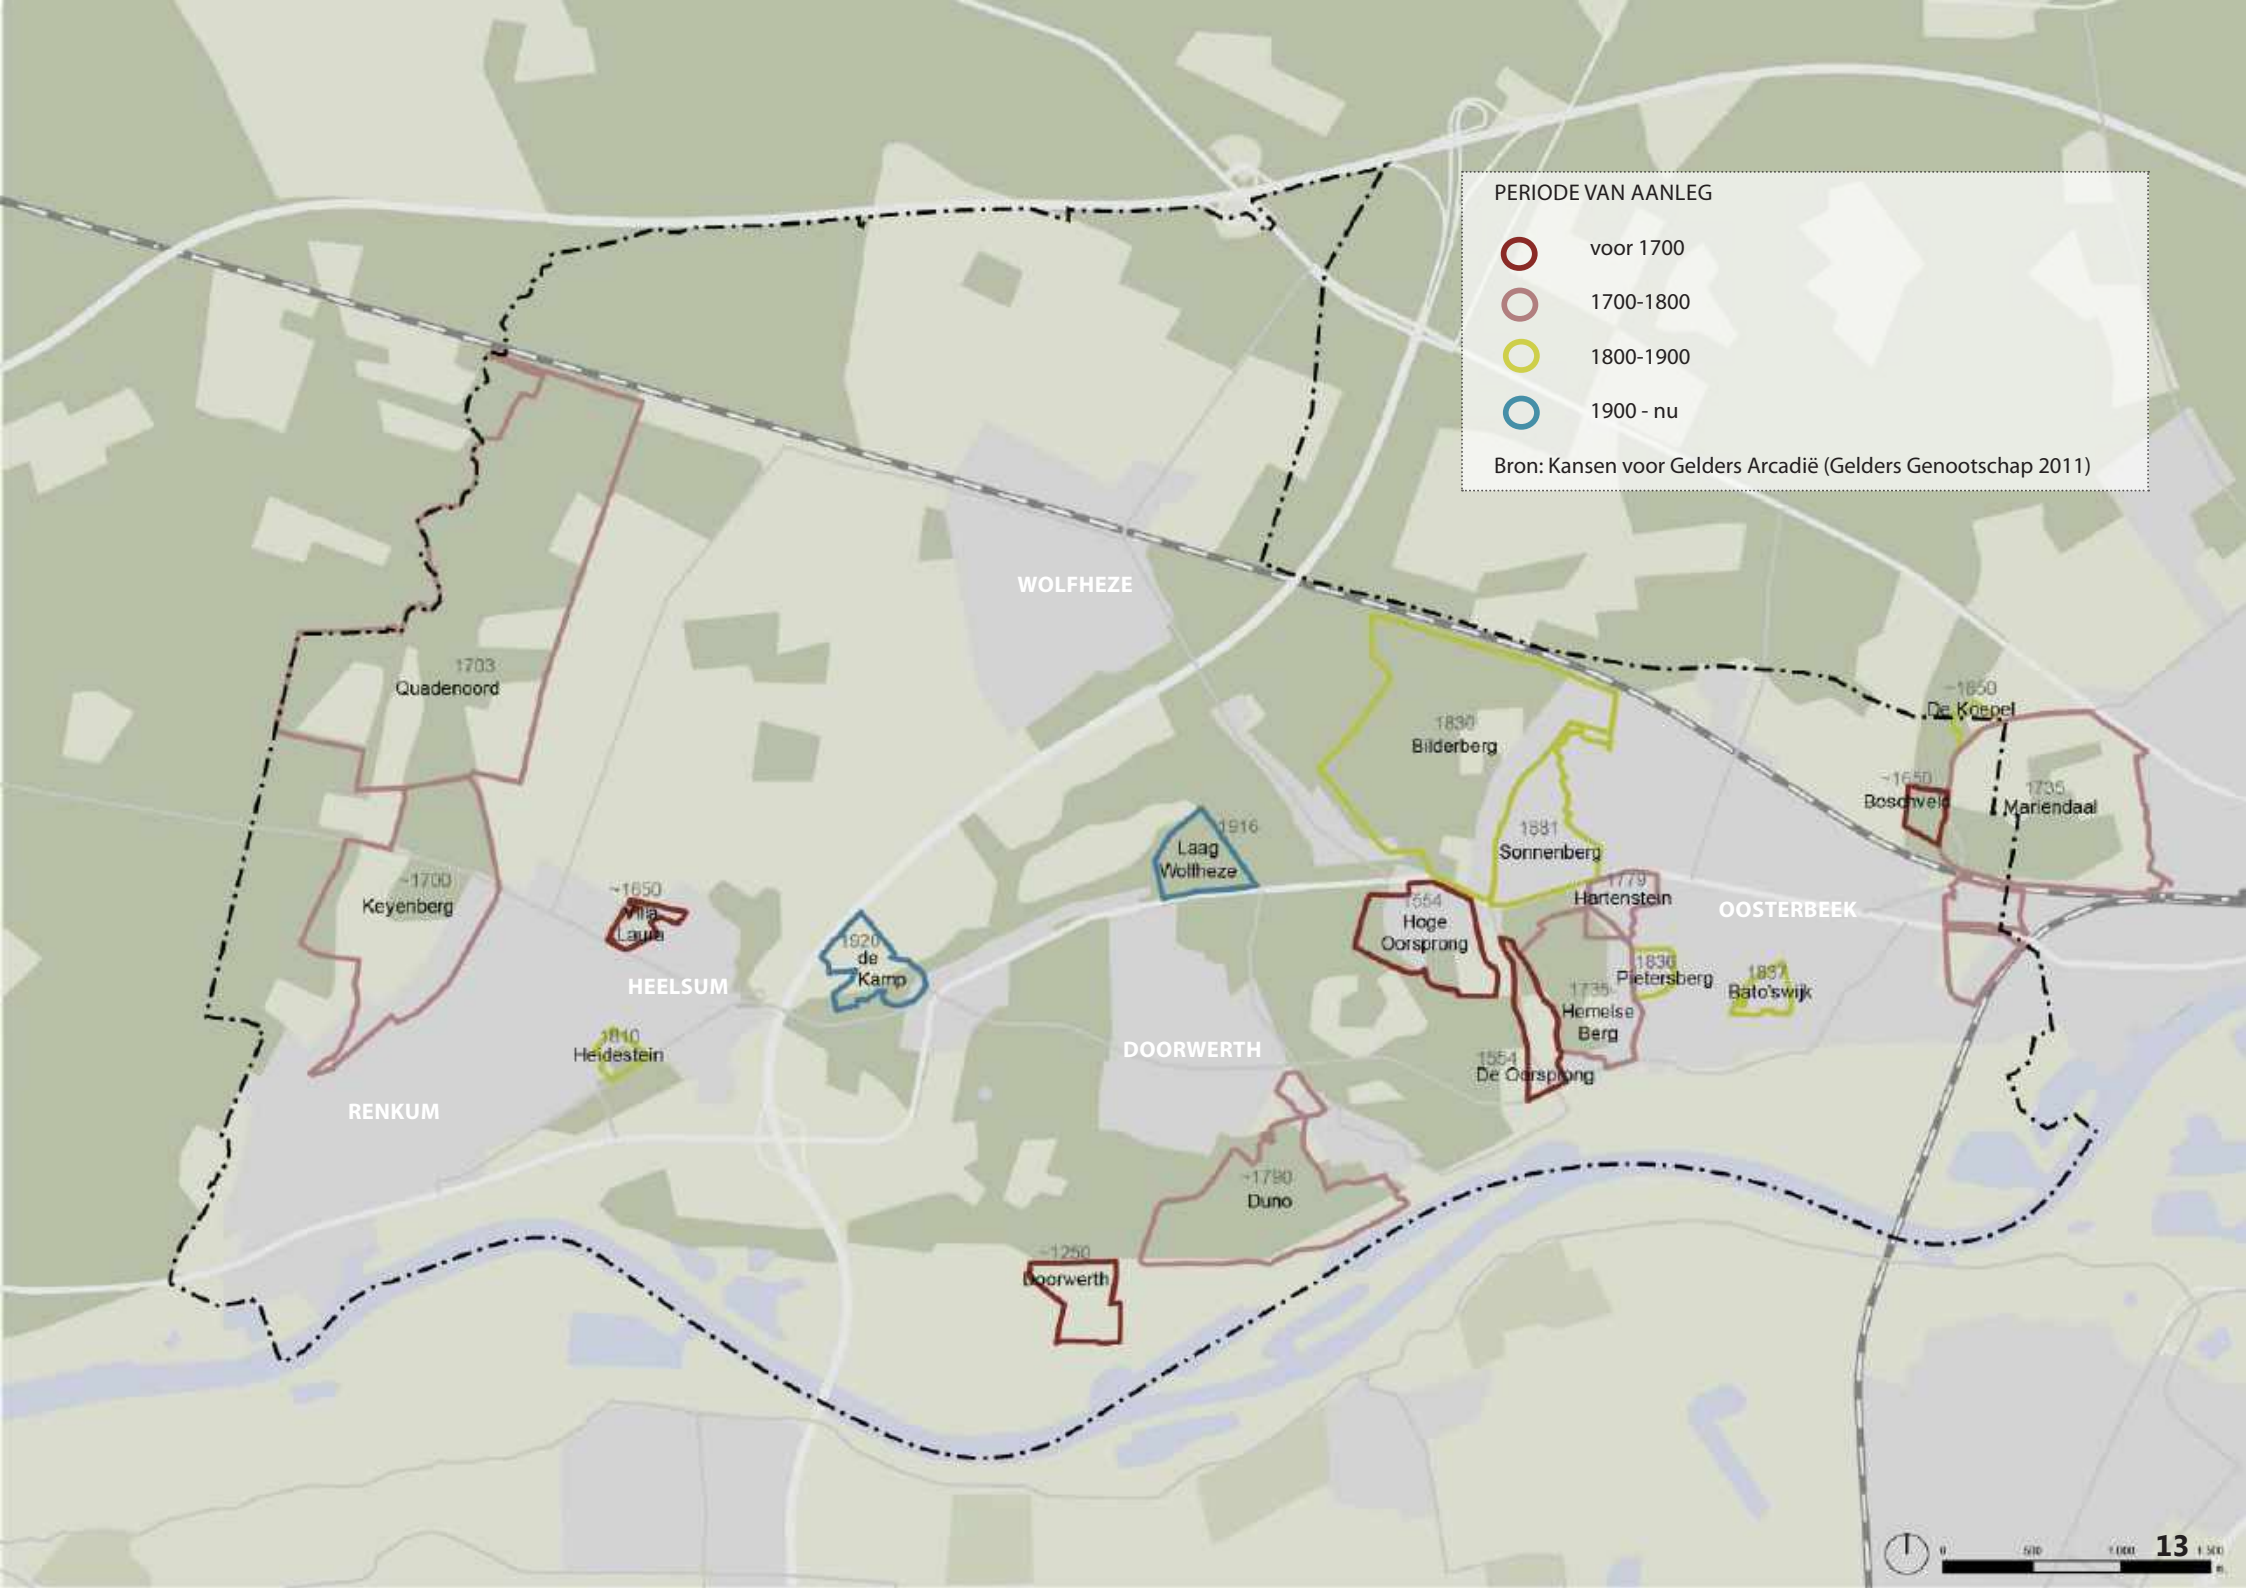 PERIODE VAN AANLEG
voor 1700
1700-1800
1800-1900
1900 - nu
Bron: Kansen voor Gelders Arcadië (Gelders Genootschap 2011)
WOLFHEZE
1703
Quadenoord
~1850
De Koepel
1830
Bilderberg
~1650
Boschveld
1735
Mariendaal
1916
Laag
Wolfheze
1881
Sonnenberg
~1700
Keyenberg
~1650
Villa
Laura
1779
Hartenstein
OOSTERBEEK
1554
Hoge
Oorsprong
1920
de
Kamp
HEELSUM
1836
Pietersberg
1837
Bato'swijk
1735
Hemelse
Berg
1810
Heidestein
DOORWERTH
1554
De Oorsprong
RENKUM
~1790
Duno
~1250
Doorwerth
0 500 1.000 1.500
m.
13